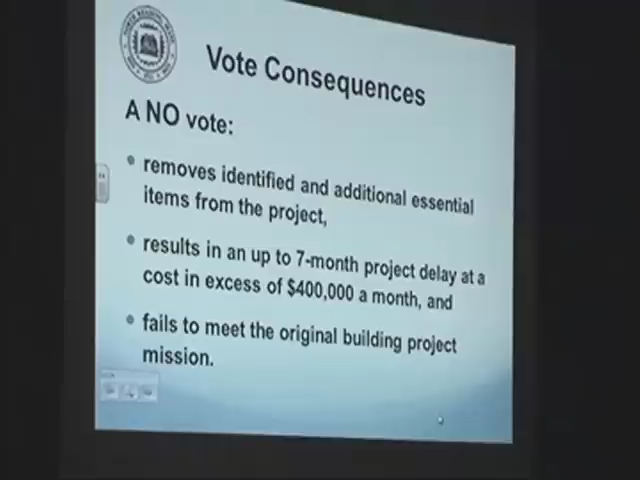 Vote Consequences
A NO vote:
removes identified and additional essential
items from the project,
results in an up to 7-month project delay at a
cost in excess of $400,000 a month, and
fails to meet the original building project
mission.